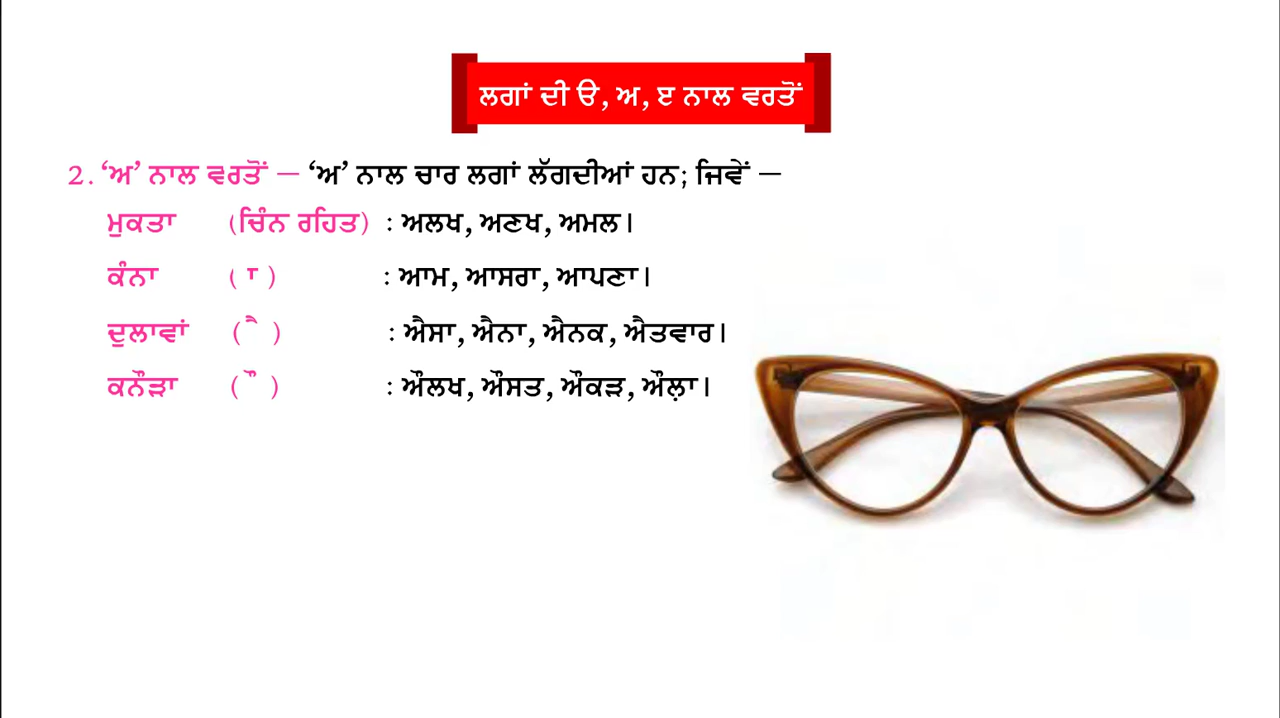 ਲਗਾਂ ਦੀ ੳ, ਅ, ੲ ਨਾਲ ਵਰਤੋਂ
2. ‘ਅ’ ਨਾਲ ਵਰਤੋਂ — ‘ਅ’ ਨਾਲ ਚਾਰ ਲਗਾਂ ਲੱਗਦੀਆਂ ਹਨ; ਜਿਵੇਂ —
ਮੁਕਤਾ (ਚਿੰਨ ਰਹਿਤ) : ਅਲਖ, ਅਣਖ, ਅਮਲ।
ਕੰਨਾ ( ਾ ) : ਆਮ, ਆਸਰਾ, ਆਪਣਾ।
ਦੁਲਾਵਾਂ ( ੈ ) : ਐਸਾ, ਐਨਾ, ਐਨਕ, ਐਤਵਾਰ।
ਕਨੌੜਾ ( ੌ ) : ਔਲਖ, ਔਸਤ, ਔਕੜ, ਔਲ਼ਾ।